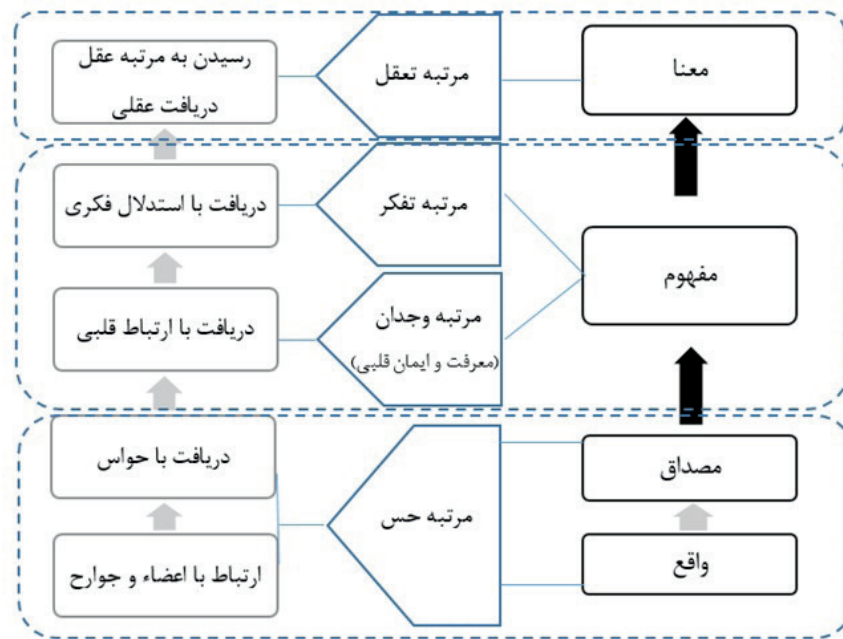 معنا
مرتبه تعقل
رسیدن به مرتبه عقل
دریافت عقلی
مفهوم
مرتبه تفکر
دریافت با استدلال فکری
مرتبه وجدان
(معرفت و ایمان قلبی)
دریافت با ارتباط قلبی
مصداق
واقع
مرتبه حس
دریافت با حواس
ارتباط با اعضاء و جوارح